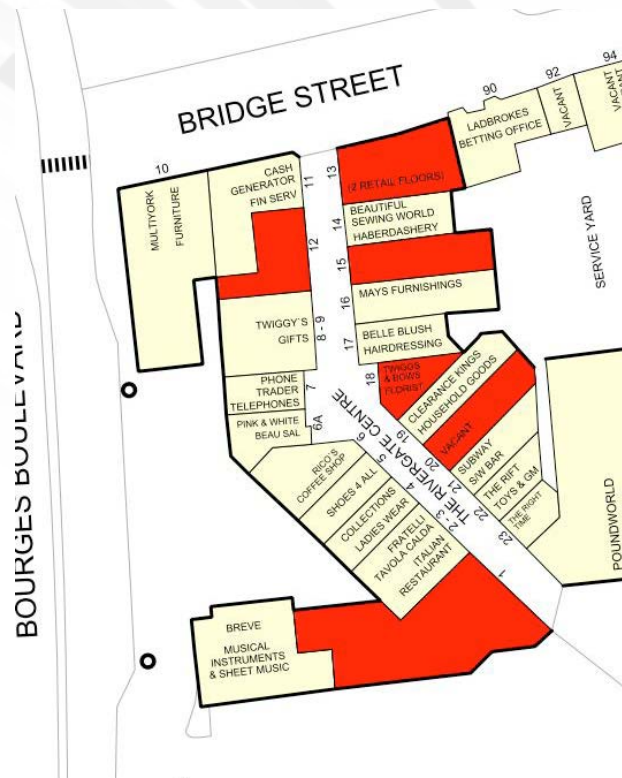 BRIDGE STREET
94
92
90
VACANT
VACANT
LADBROKES
BETTING OFFICE
10
MULTIYORK
FURNITURE
CASH
GENERATOR
FIN SERV
11
13
(2 RETAIL FLOORS)
12
14
BEAUTIFUL
SEWING WORLD
HABERDASHERY
15
SERVICE YARD
16
MAYS FURNISHINGS
TWIGGY'S
GIFTS
8 - 9
17
BELLE BLUSH
HAIRDRESSING
18
TWIGGS
& BOWS
FLORIST
PHONE
TRADER
TELEPHONES
7
PINK & WHITE
BEAU SAL
6A
CLEARANCE KINGS
HOUSEHOLD GOODS
19
VACANT
20
SUBWAY
S/W BAR
21
THE RIFT
TOYS & GM
22
THE RIGHT
TIME
23
THE RIVERGATE CENTRE
6
RICO'S
COFFEE SHOP
5
SHOES 4 ALL
4
COLLECTIONS
LADIES WEAR
2 - 3
FRATELLI
TAVOLA CALDA
ITALIAN
RESTAURANT
1
POUNDWORLD
BOURGES BOULEVARD
BREVE
MUSICAL
INSTRUMENTS
& SHEET MUSIC